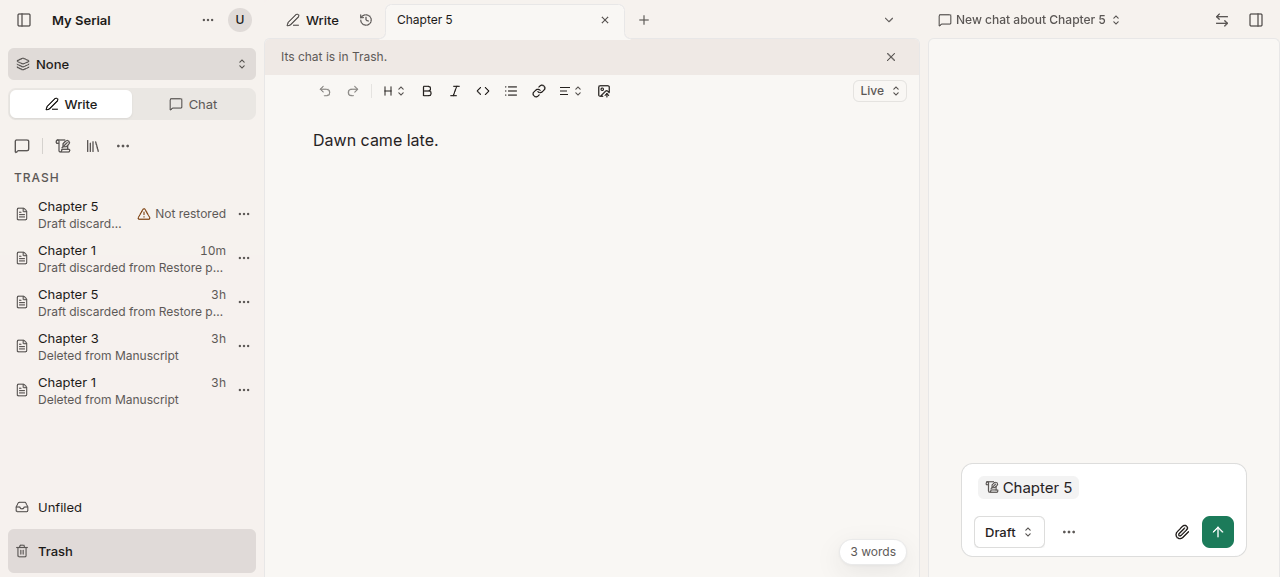 My Serial
U
None
Write
Chat
TRASH
Chapter 5
Draft discard...
Not restored
Chapter 1
10m
Draft discarded from Restore p...
Chapter 5
3h
Draft discarded from Restore p...
Chapter 3
3h
Deleted from Manuscript
Chapter 1
3h
Deleted from Manuscript
Unfiled
Trash
Write
Chapter 5
Its chat is in Trash.
H
B
I
Live
Dawn came late.
3 words
New chat about Chapter 5
Chapter 5
Draft